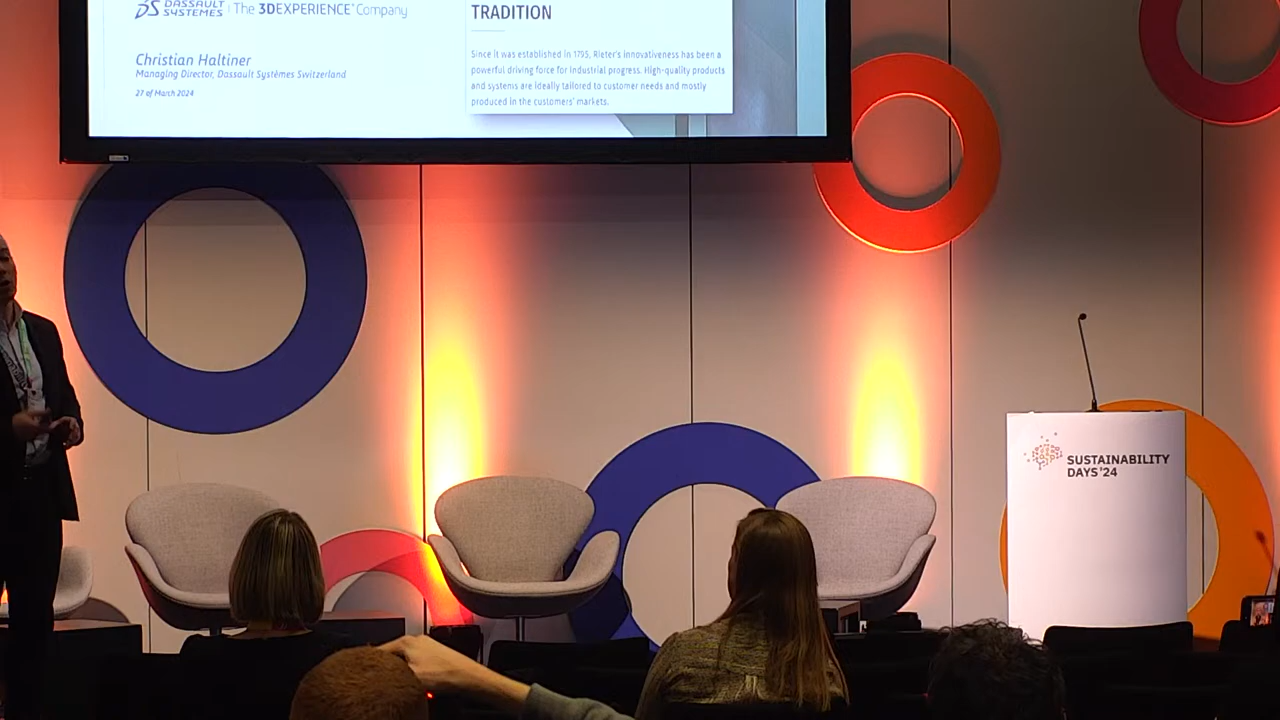 DASSAULT
SYSTEMES | The 3DEXPERIENCE® Company
Christian Haltiner
Managing Director, Dassault Systèmes Switzerland
27 of March 2024
TRADITION
Since it was established in 1795, Rieter's innovativeness has been a
powerful driving force for industrial progress. High-quality products
and systems are ideally tailored to customer needs and mostly
produced in the customers' markets.
SUSTAINABILITY
DAYS'24